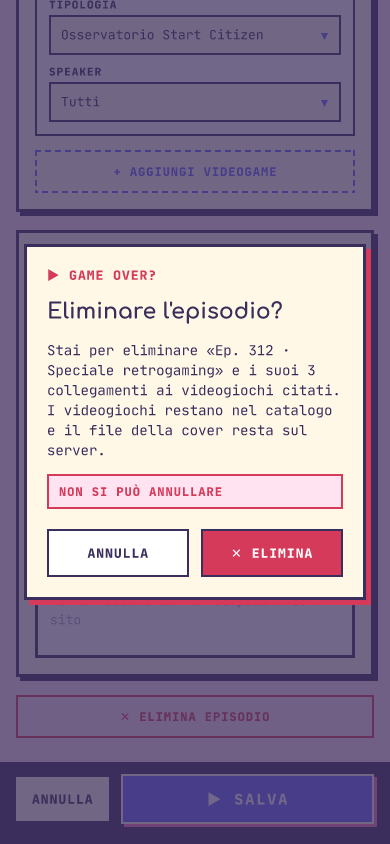 TIPOLOGIA
Osservatorio Start Citizen ▼
SPEAKER
Tutti ▼
+ AGGIUNGI VIDEOGAME
▶ GAME OVER?
Eliminare l'episodio?
Stai per eliminare «Ep. 312 ·
Speciale retrogaming» e i suoi 3
collegamenti ai videogiochi citati.
I videogiochi restano nel catalogo
e il file della cover resta sul
server.
NON SI PUÒ ANNULLARE
ANNULLA
✕ ELIMINA
sito
✕ ELIMINA EPISODIO
ANNULLA
▶ SALVA